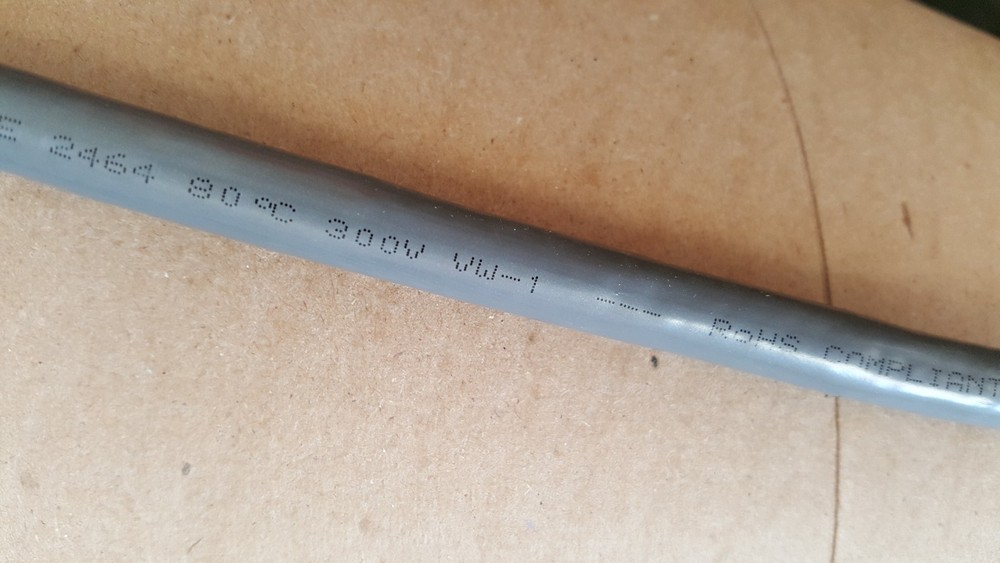 E 2464 80°C 300V VW-1 --- RoHS COMPLIANT